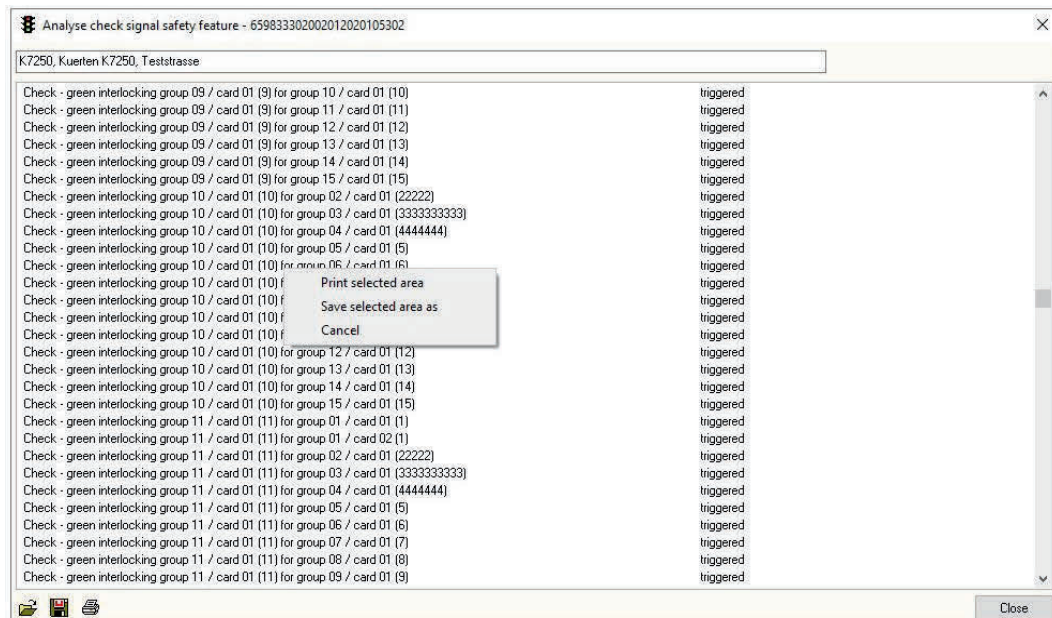 Analyse check signal safety feature - 659833302002012020105302
K7250, Kuerten K7250, Teststrasse
Check - green interlocking group 09 / card 01 (9) for group 10 / card 01 (10) triggered
Check - green interlocking group 09 / card 01 (9) for group 11 / card 01 (11) triggered
Check - green interlocking group 09 / card 01 (9) for group 12 / card 01 (12) triggered
Check - green interlocking group 09 / card 01 (9) for group 13 / card 01 (13) triggered
Check - green interlocking group 09 / card 01 (9) for group 14 / card 01 (14) triggered
Check - green interlocking group 09 / card 01 (9) for group 15 / card 01 (15) triggered
Check - green interlocking group 10 / card 01 (10) for group 02 / card 01 (22222) triggered
Check - green interlocking group 10 / card 01 (10) for group 03 / card 01 (3333333333) triggered
Check - green interlocking group 10 / card 01 (10) for group 04 / card 01 (4444444) triggered
Check - green interlocking group 10 / card 01 (10) for group 05 / card 01 (5) triggered
Check - green interlocking group 10 / card 01 (10) for group 06 / card 01 (6) triggered
Check - green interlocking group 10 / card 01 (10) f triggered
Print selected area
Check - green interlocking group 10 / card 01 (10) f triggered
Save selected area as
Check - green interlocking group 10 / card 01 (10) f triggered
Cancel
Check - green interlocking group 10 / card 01 (10) f triggered
Check - green interlocking group 10 / card 01 (10) for group 12 / card 01 (12) triggered
Check - green interlocking group 10 / card 01 (10) for group 13 / card 01 (13) triggered
Check - green interlocking group 10 / card 01 (10) for group 14 / card 01 (14) triggered
Check - green interlocking group 10 / card 01 (10) for group 15 / card 01 (15) triggered
Check - green interlocking group 11 / card 01 (11) for group 01 / card 01 (1) triggered
Check - green interlocking group 11 / card 01 (11) for group 01 / card 02 (1) triggered
Check - green interlocking group 11 / card 01 (11) for group 02 / card 01 (22222) triggered
Check - green interlocking group 11 / card 01 (11) for group 03 / card 01 (3333333333) triggered
Check - green interlocking group 11 / card 01 (11) for group 04 / card 01 (4444444) triggered
Check - green interlocking group 11 / card 01 (11) for group 05 / card 01 (5) triggered
Check - green interlocking group 11 / card 01 (11) for group 06 / card 01 (6) triggered
Check - green interlocking group 11 / card 01 (11) for group 07 / card 01 (7) triggered
Check - green interlocking group 11 / card 01 (11) for group 08 / card 01 (8) triggered
Check - green interlocking group 11 / card 01 (11) for group 09 / card 01 (9) triggered
Close